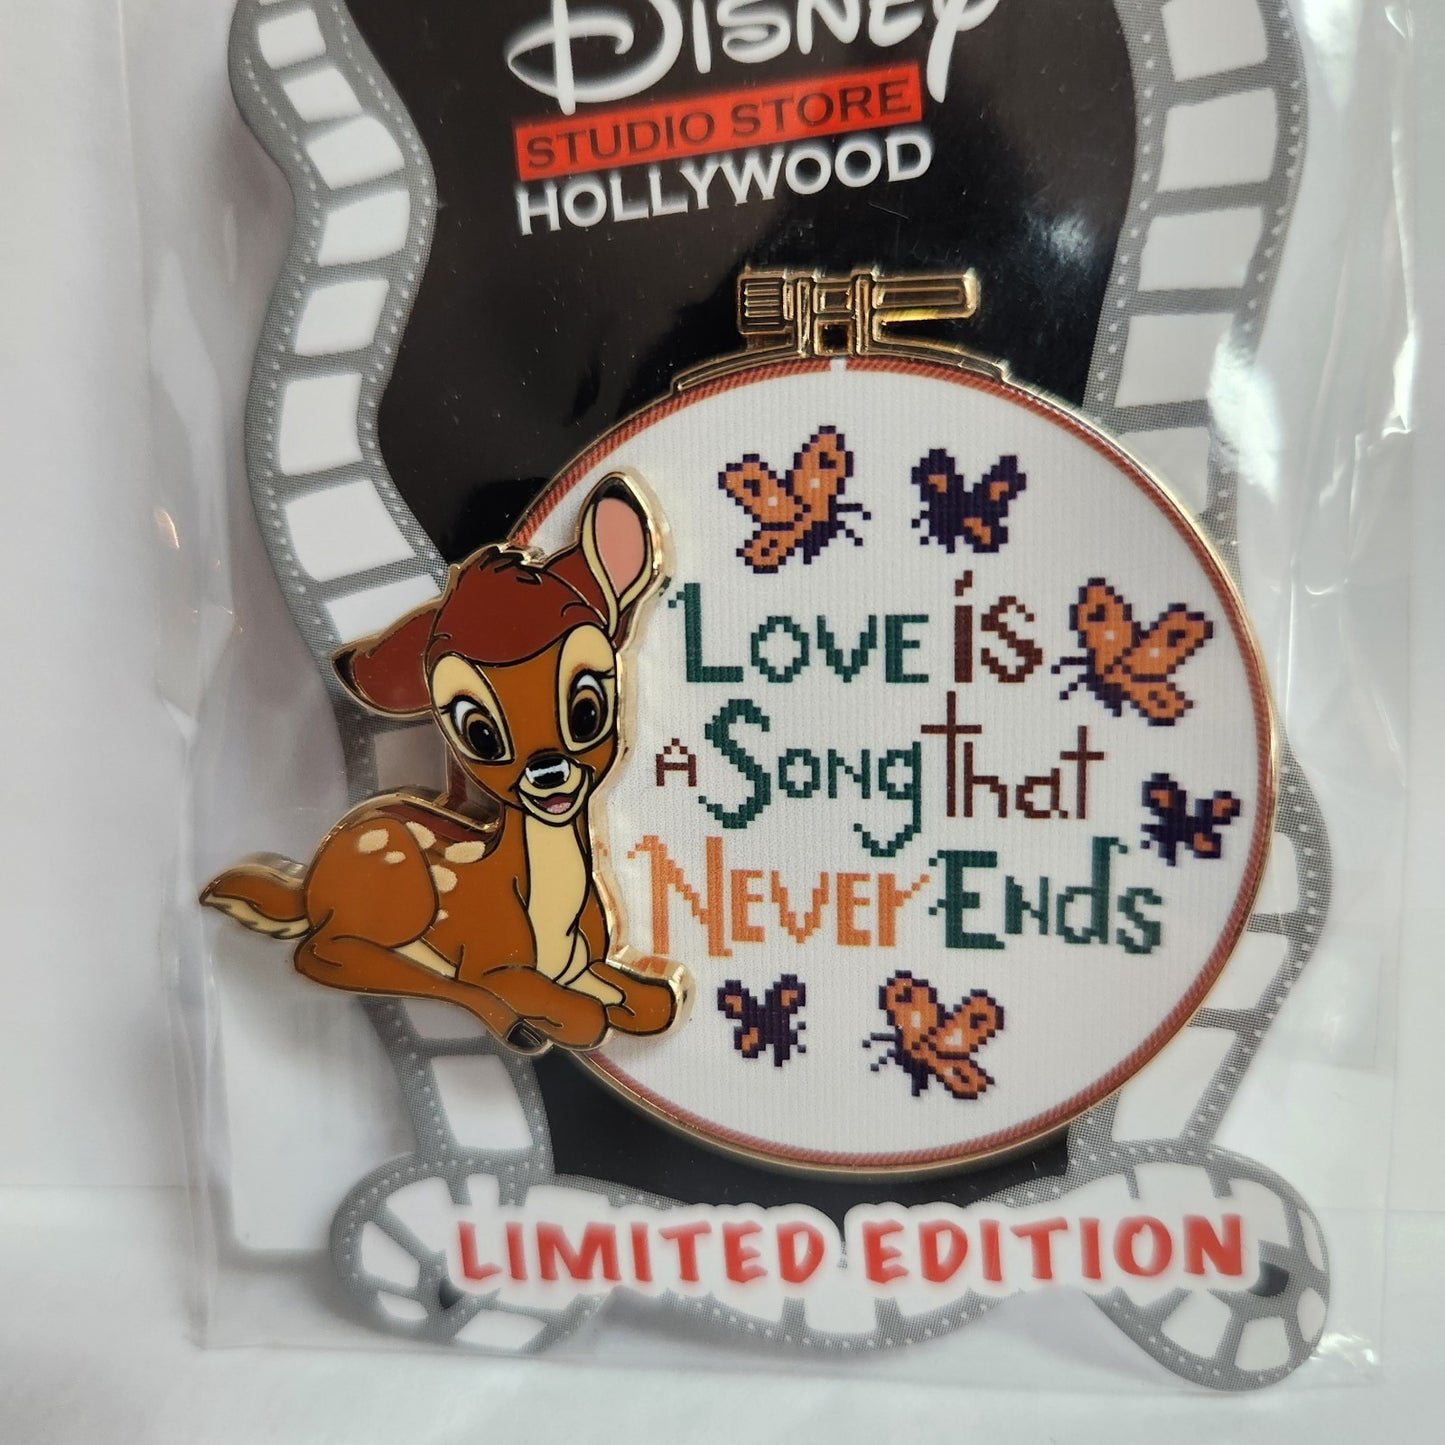 Disney
STUDIO STORE
HOLLYWOOD
LOVE is
A SONg that
NEVEr ENds
LIMITED EDITION